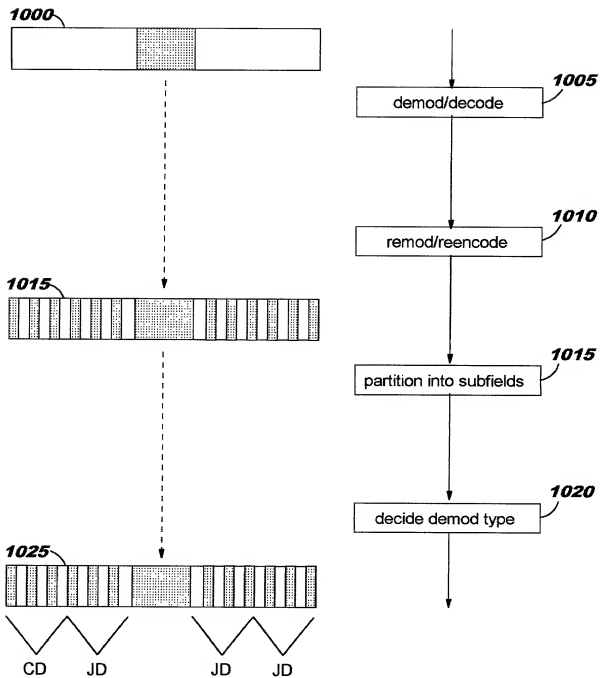 1000
1005
demod/decode
1010
remod/reencode
1015
1015
partition into subfields
1020
decide demod type
1025
CD JD JD JD